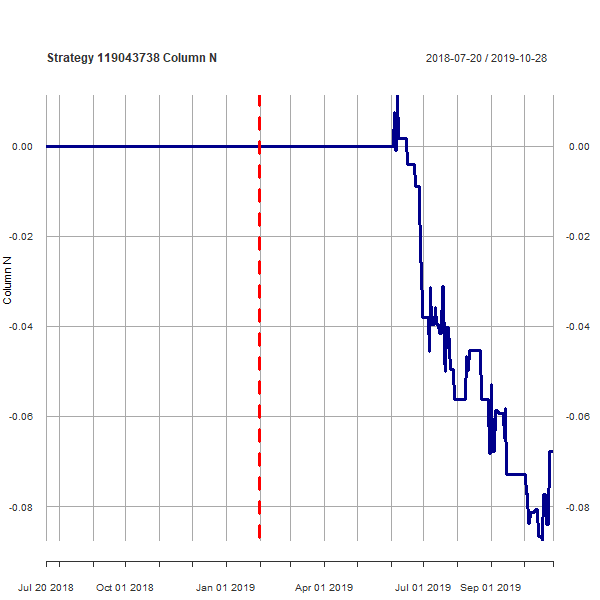 Strategy 119043738 Column N
2018-07-20 / 2019-10-28
0.00 0.00
-0.02 -0.02
Column N
-0.04 -0.04
-0.06 -0.06
-0.08 -0.08
Jul 20 2018 Oct 01 2018 Jan 01 2019 Apr 01 2019 Jul 01 2019 Sep 01 2019